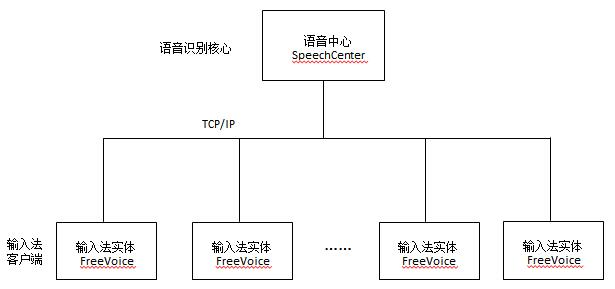 语音识别核心
语音中心
SpeechCenter
TCP/IP
输入法
客户端
输入法实体
FreeVoice
输入法实体
FreeVoice
……
输入法实体
FreeVoice
输入法实体
FreeVoice